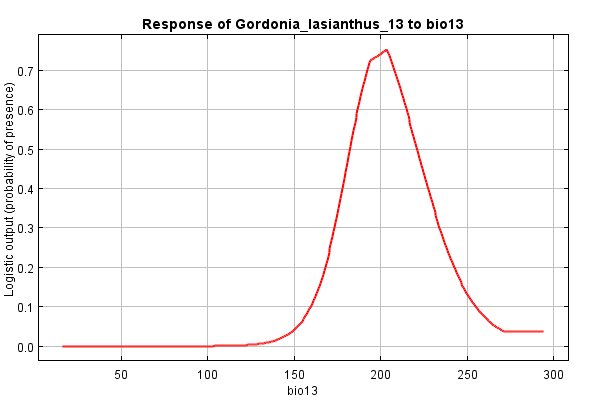 Response of Gordonia_lasianthus_13 to bio13
Logistic output (probability of presence)
0.7
0.6
0.5
0.4
0.3
0.2
0.1
0.0
50 100 150 200 250 300
bio13